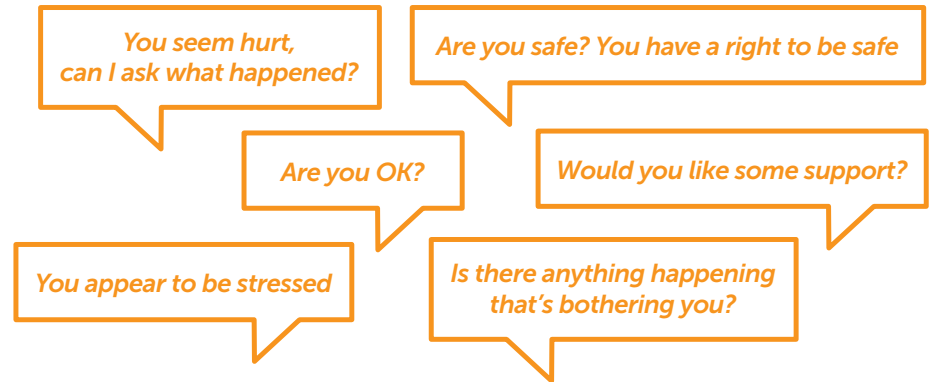 You seem hurt,
can I ask what happened?
Are you safe? You have a right to be safe
Are you OK?
Would you like some support?
You appear to be stressed
Is there anything happening
that's bothering you?